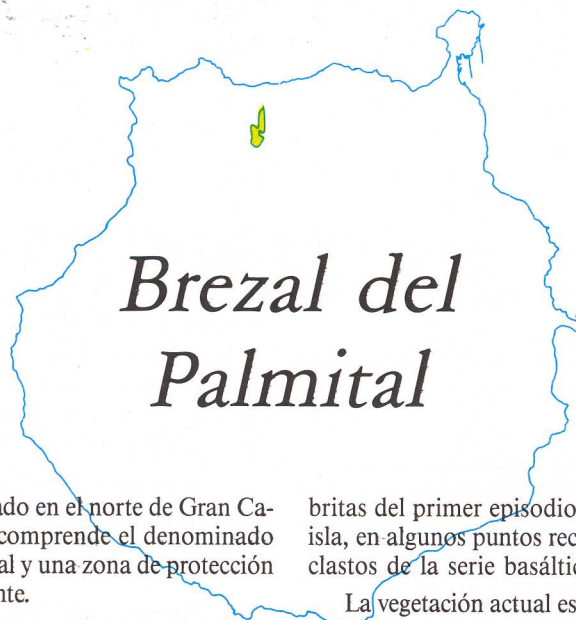 Brezal del
Palmital
ado en el norte de Gran Ca-
comprende el denominado
al y una zona de protección
nte.
britas del primer episodio
isla, en algunos puntos rec
clastos de la serie basáltic
La vegetación actual es